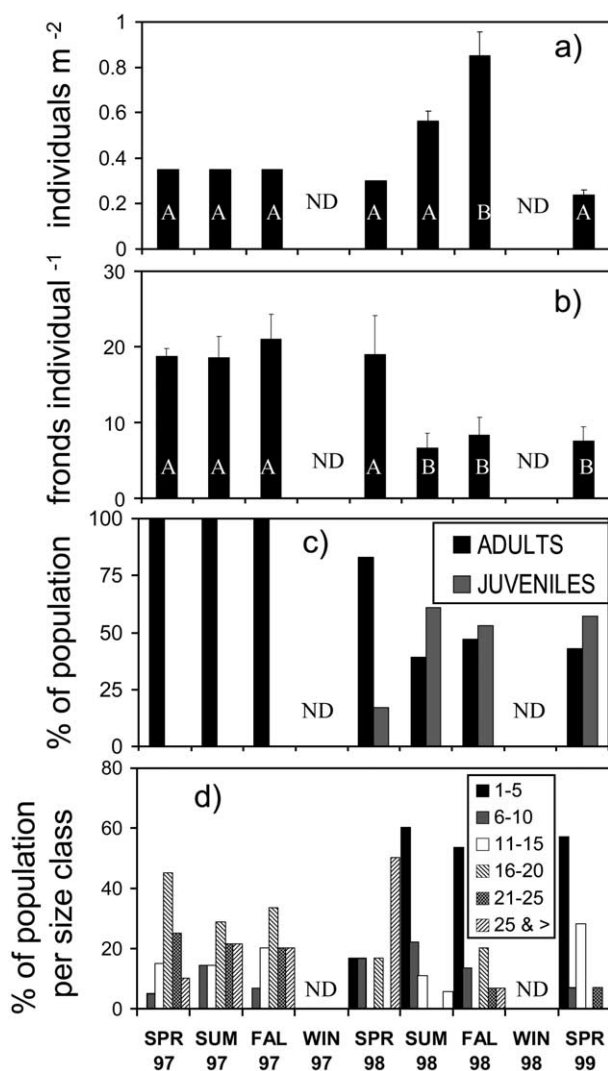 individuals m -2
1
0.8
0.6
0.4
0.2
0
a)
A A A ND A A B ND A
fronds individual -1
30
20
10
0
b)
A A A ND A B B ND B
% of population
100
75
50
25
0
c)
ADULTS
JUVENILES
ND ND
% of population
per size class
80
60
40
20
0
d)
1-5
6-10
11-15
16-20
21-25
25 & >
ND ND
SPR SUM FAL WIN SPR SUM FAL WIN SPR
97 97 97 97 98 98 98 98 99